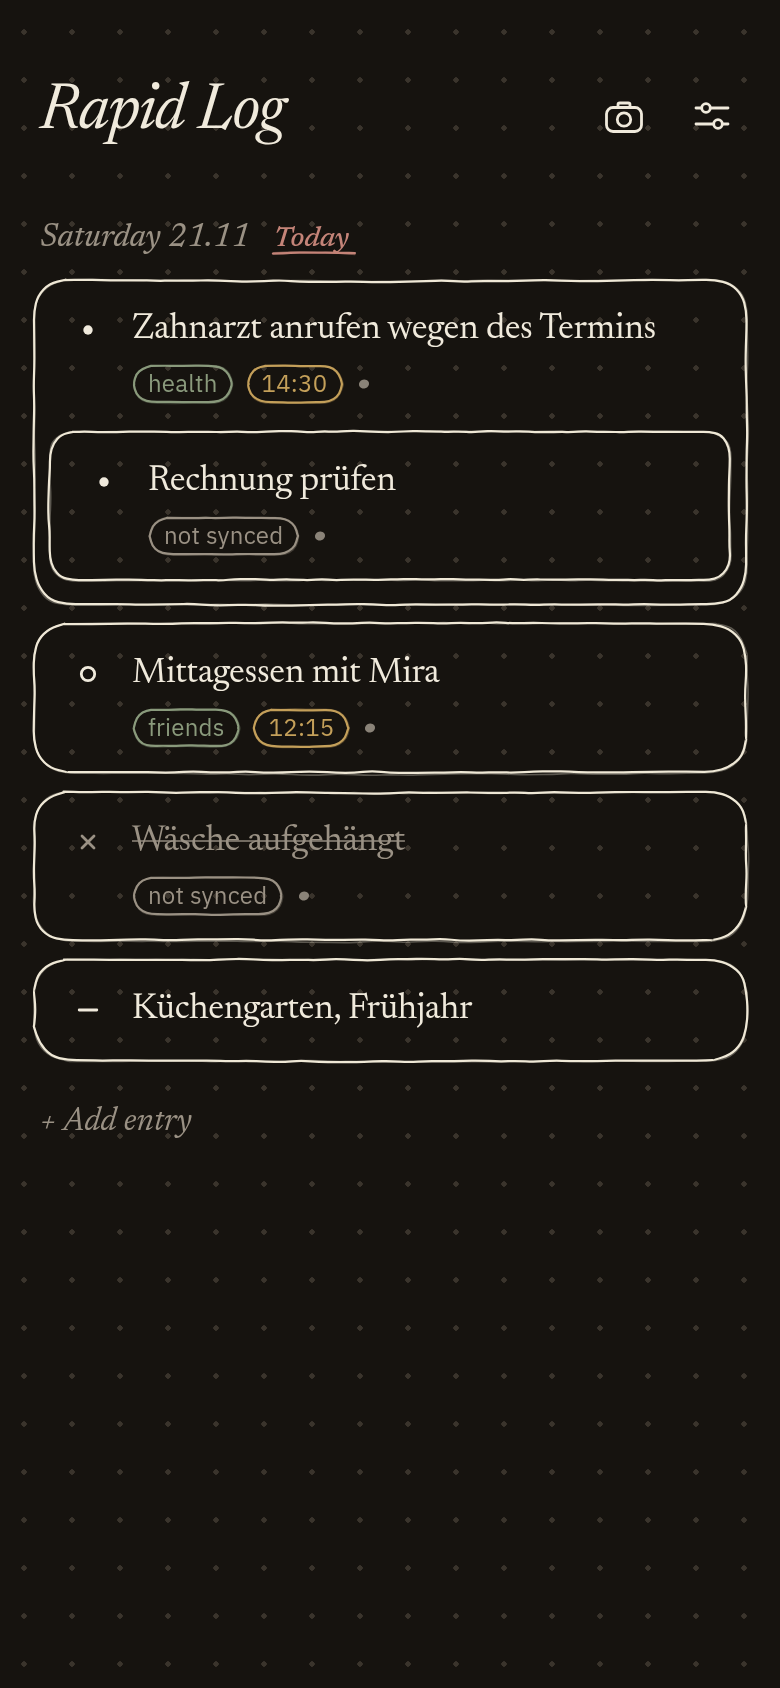 Rapid Log
Saturday 21.11 Today
• Zahnarzt anrufen wegen des Termins
health 14:30
• Rechnung prüfen
not synced
Mittagessen mit Mira
friends 12:15
× Wäsche aufgehängt
not synced
– Küchengarten, Frühjahr
+ Add entry